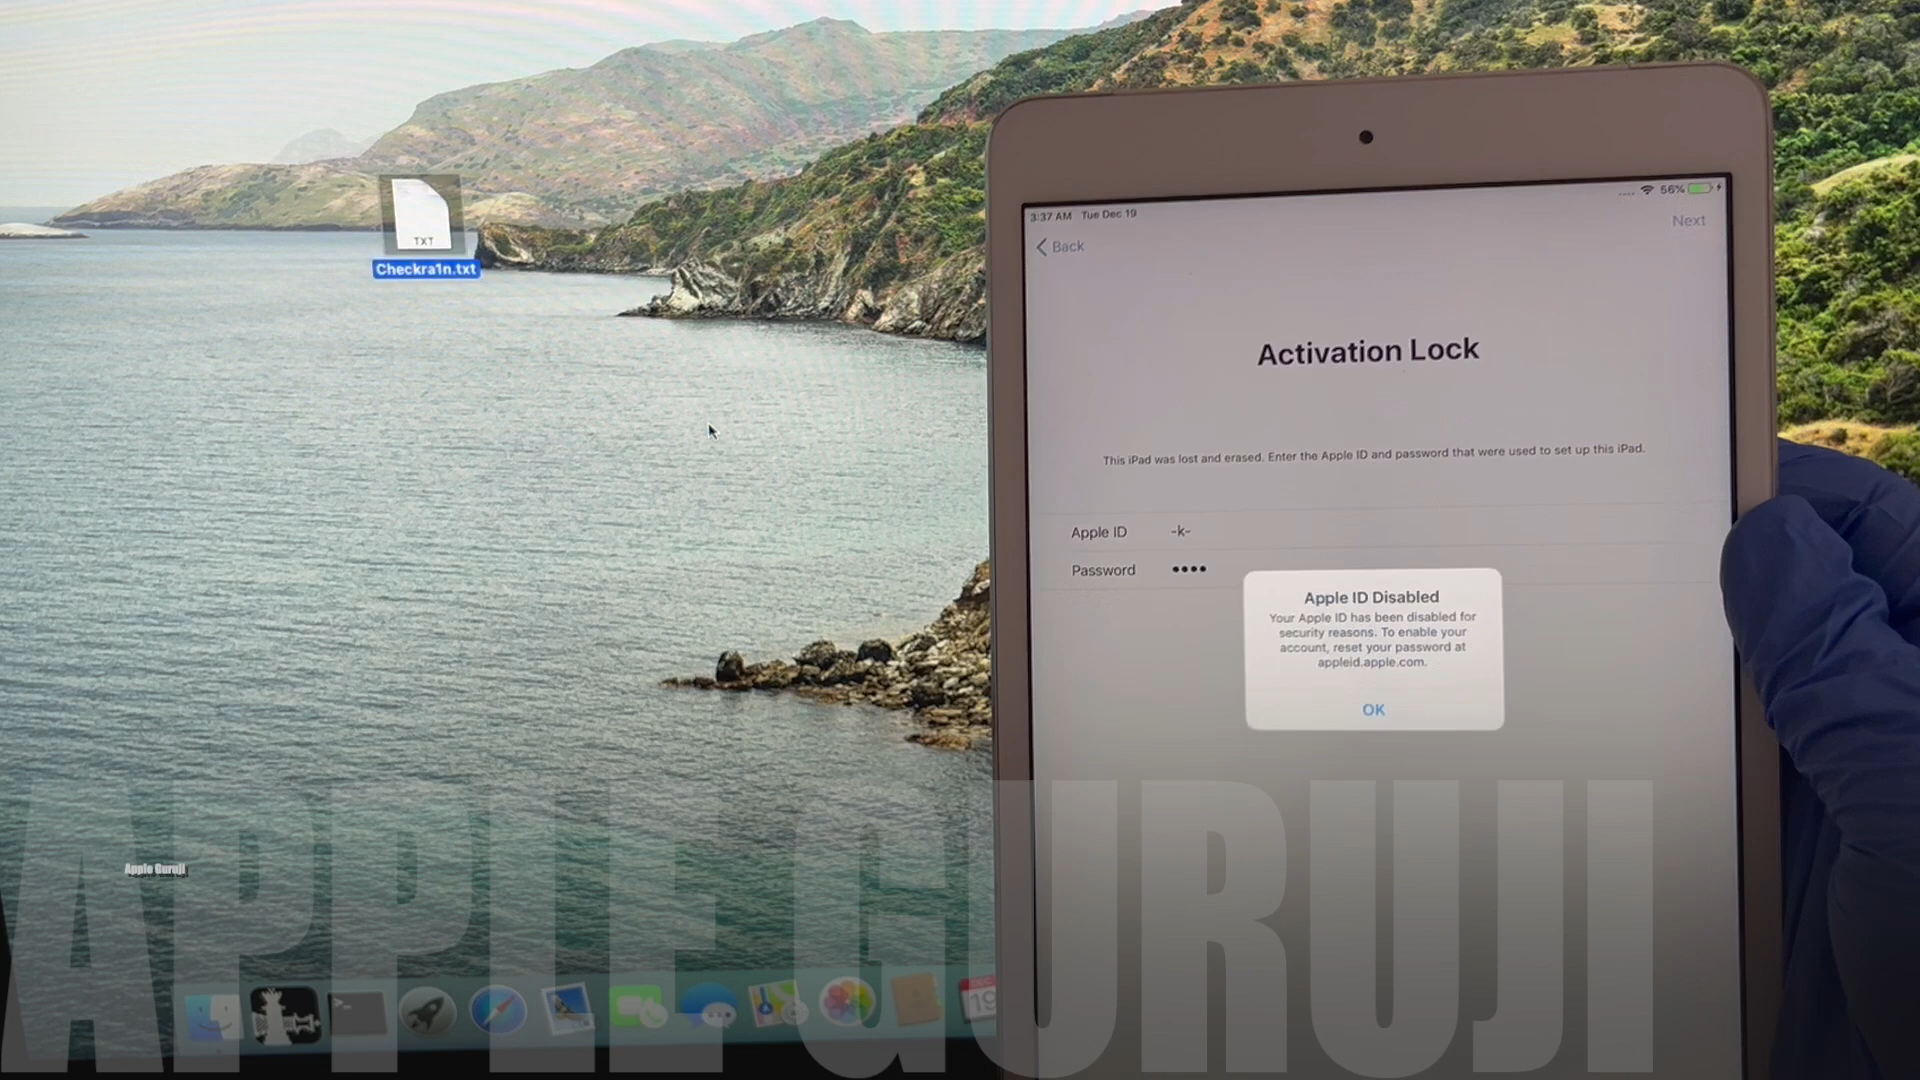 TXT
Checkra1n.txt
3:37 AM Tue Dec 19
56%
Back
Next
Activation Lock
This iPad was lost and erased. Enter the Apple ID and password that were used to set up this iPad.
Apple ID -k-
Password ••••
Apple ID Disabled
Your Apple ID has been disabled for
security reasons. To enable your
account, reset your password at
appleid.apple.com.
OK
Apple Guruji
APPLE GURUJI
DEC
19